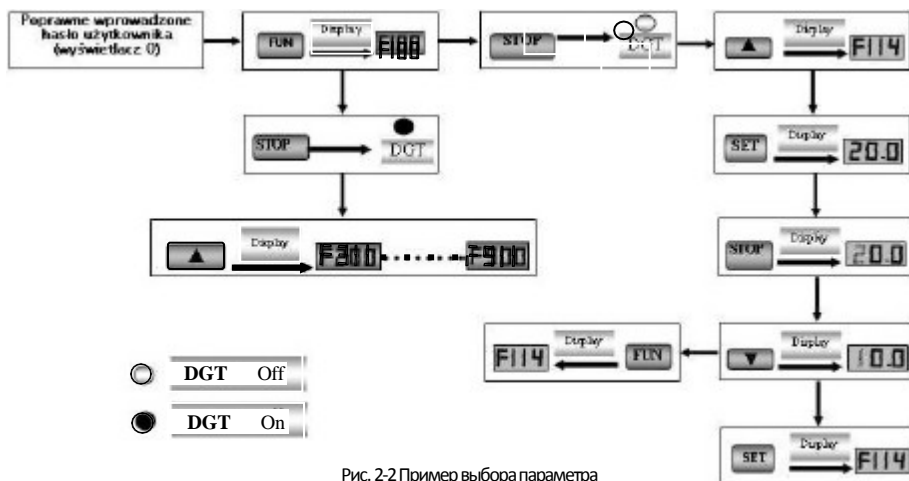 Poprawne wprowadzone
hasło użytkownika
(wyświetlacz 0)
FUN
Display
F100
STOP
DGT
▲
Display
F114
STOP
DGT
SET
Display
20.0
▲
Display
STOP
Display
20.0
F114
Display
FUN
▼
Display
10.0
DGT Off
DGT On
SET
Display
F114
Рис. 2-2 Пример выбора параметра